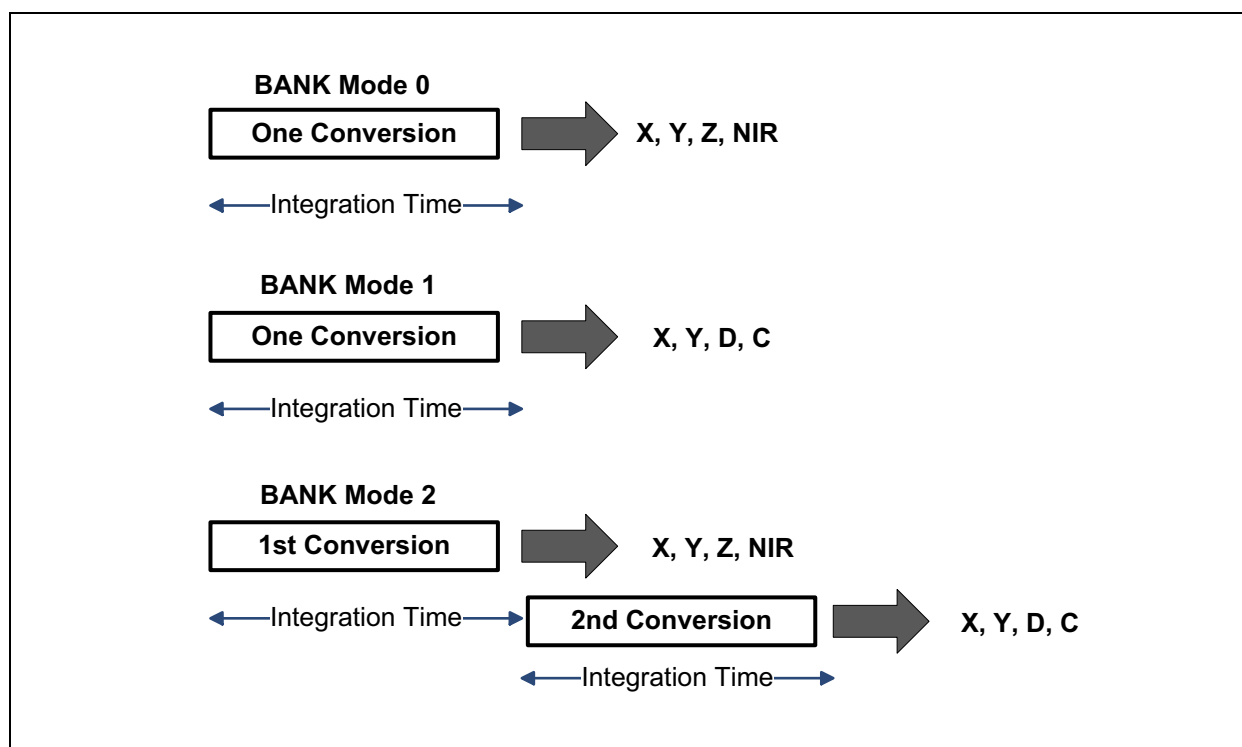 BANK Mode 0
One Conversion
X, Y, Z, NIR
Integration Time
BANK Mode 1
One Conversion
X, Y, D, C
Integration Time
BANK Mode 2
1st Conversion
X, Y, Z, NIR
Integration Time
2nd Conversion
X, Y, D, C
Integration Time